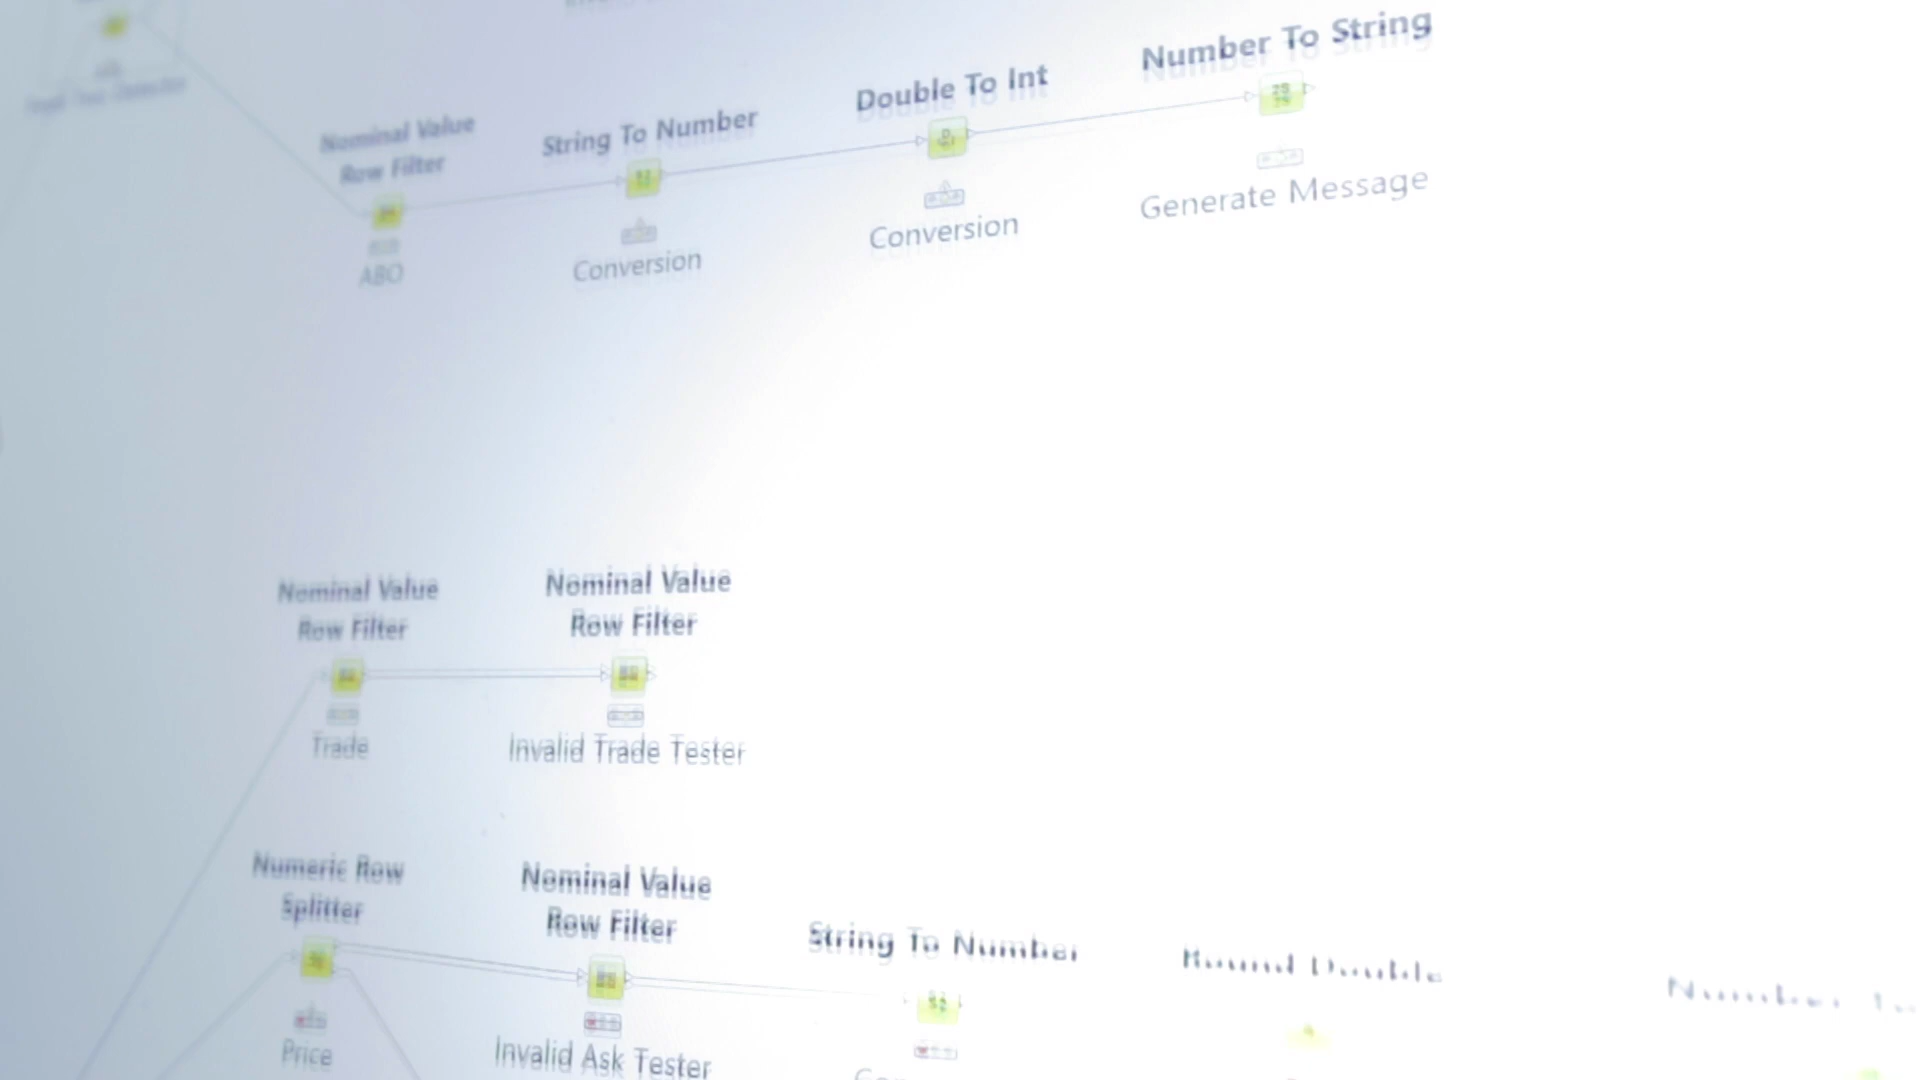 Number To String
Double To Int
String To Number
Nominal Value
Row Filter
Generate Message
Conversion
Conversion
ABO
Nominal Value
Row Filter
Nominal Value
Row Filter
Trade
Invalid Trade Tester
Numeric Row
Splitter
Nominal Value
Row Filter
String To Number
Round Double
Number To
Price
Invalid Ask Tester